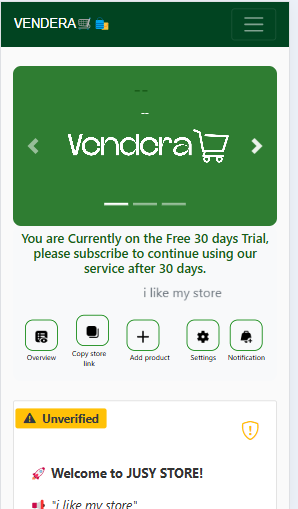 VENDERA
--
--
Vendera
You are Currently on the Free 30 days Trial,
please subscribe to continue using our
service after 30 days.
i like my store
Overview
Copy store
link
Add product
Settings
Notification
Unverified
🚀 Welcome to JUSY STORE!
📢 "i like my store"